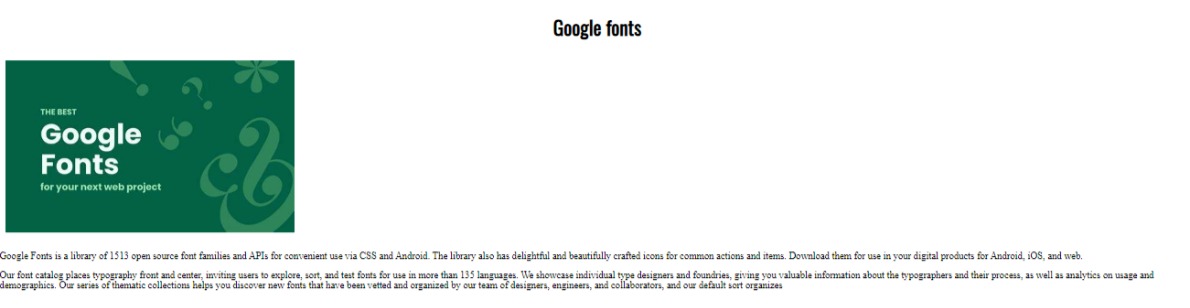 Google fonts
THE BEST
Google
Fonts
for your next web project
Google Fonts is a library of 1513 open source font families and APIs for convenient use via CSS and Android. The library also has delightful and beautifully crafted icons for common actions and items. Download them for use in your digital products for Android, iOS, and web.
Our font catalog places typography front and center, inviting users to explore, sort, and test fonts for use in more than 135 languages. We showcase individual type designers and foundries, giving you valuable information about the typographers and their process, as well as analytics on usage and
demographics. Our series of thematic collections helps you discover new fonts that have been vetted and organized by our team of designers, engineers, and collaborators, and our default sort organizes